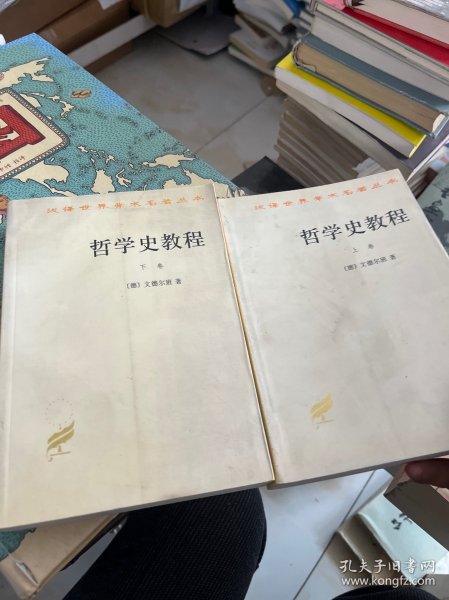 汉译世界学术名著丛书
哲学史教程
下卷
〔德〕文德尔班 著
汉译世界学术名著丛书
哲学史教程
上卷
〔德〕文德尔班 著
孔夫子旧书网
www.kongfz.com